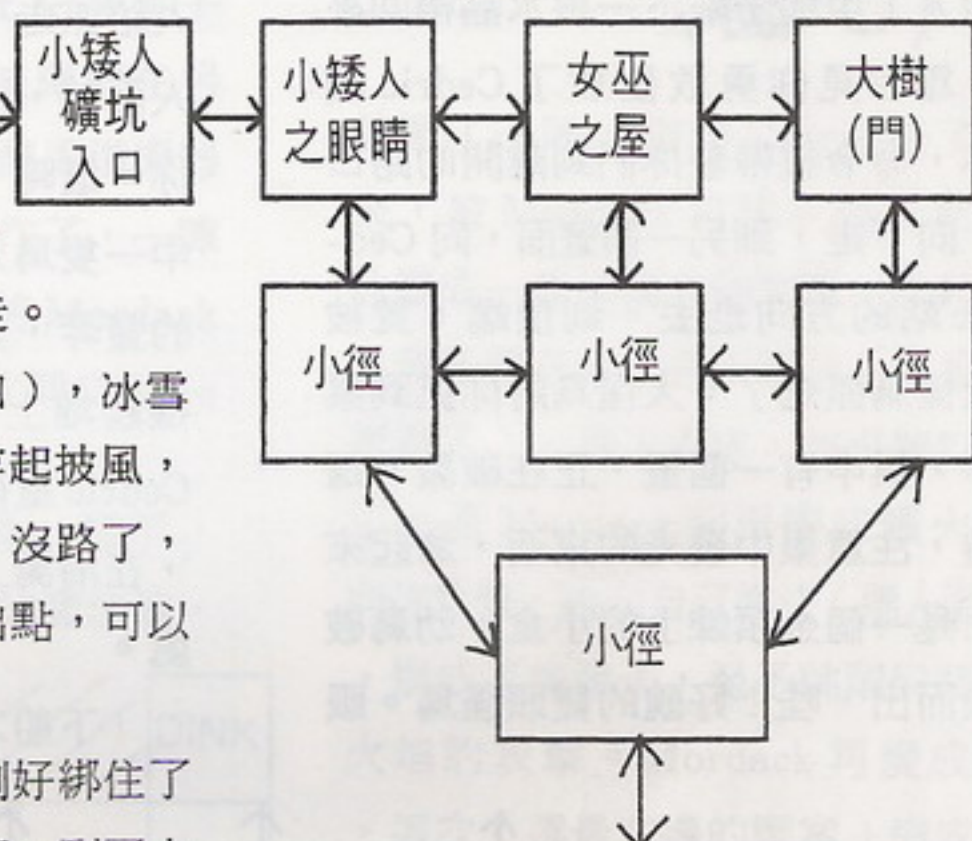 小矮人
礦坑
入口
小矮人
之眼睛
女巫
之屋
大樹
(門)
小徑
小徑
小徑
小徑
。
），冰雪
起披風，
沒路了，
點，可以
好綁住了